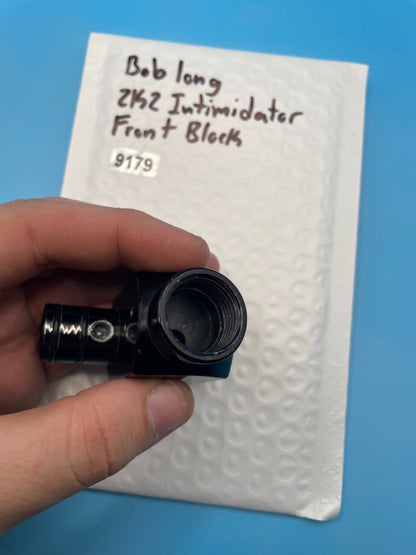 Bob long
2K2 Intimidator
Front Block
9179